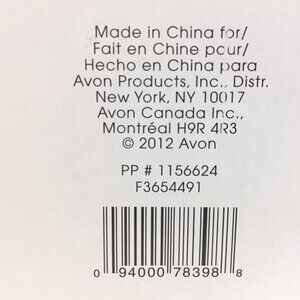 Made in China for/
Fait en Chine pour/
Hecho en China para
Avon Products, Inc., Distr.
New York, NY 10017
Avon Canada Inc.,
Montréal H9R 4R3
© 2012 Avon
PP # 1156624
F3654491
0 94000 78398 8